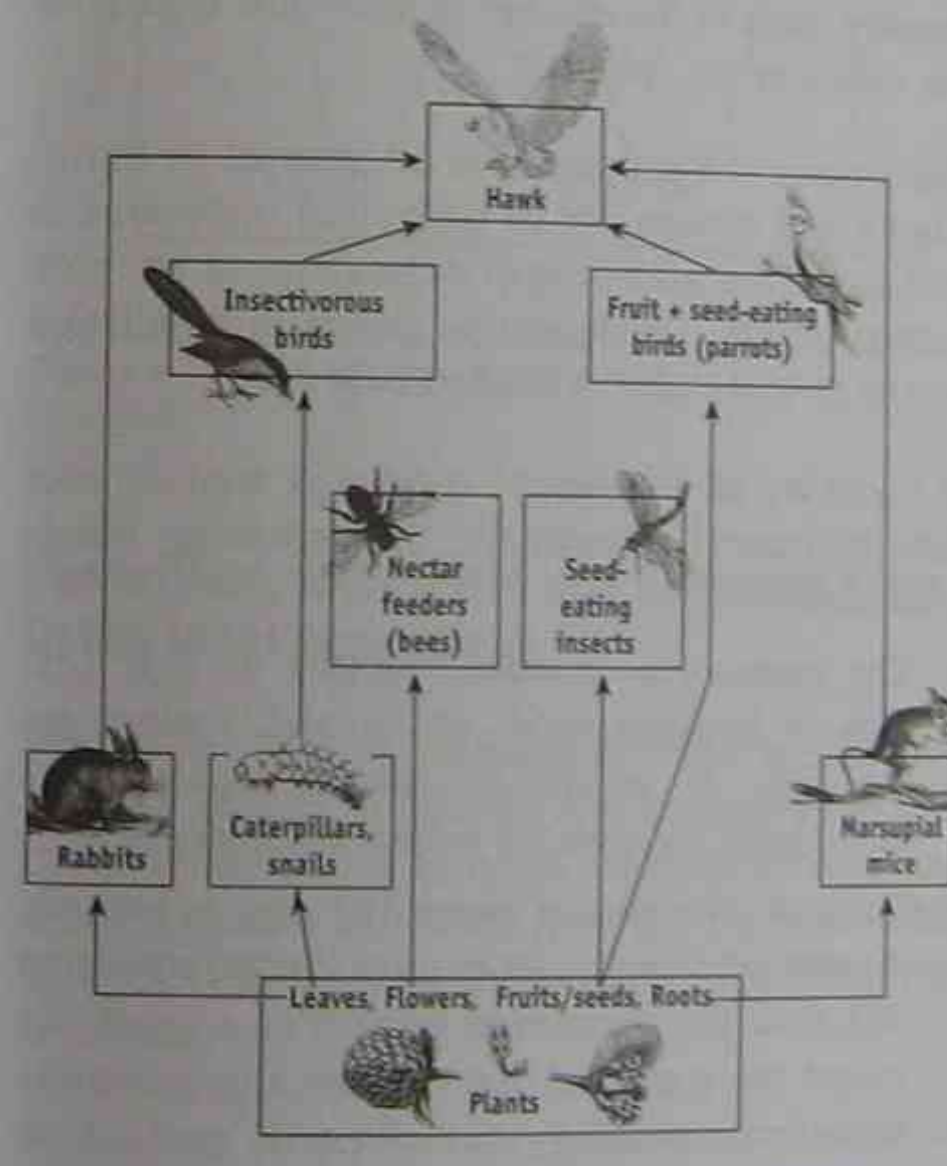 Hawk
Insectivorous
birds
Fruit + seed-eating
birds (parrots)
Nectar
feeders
(bees)
Seed-
eating
insects
Rabbits
Caterpillars,
snails
Marsupial
mice
Leaves, Flowers, Fruits/seeds, Roots
Plants